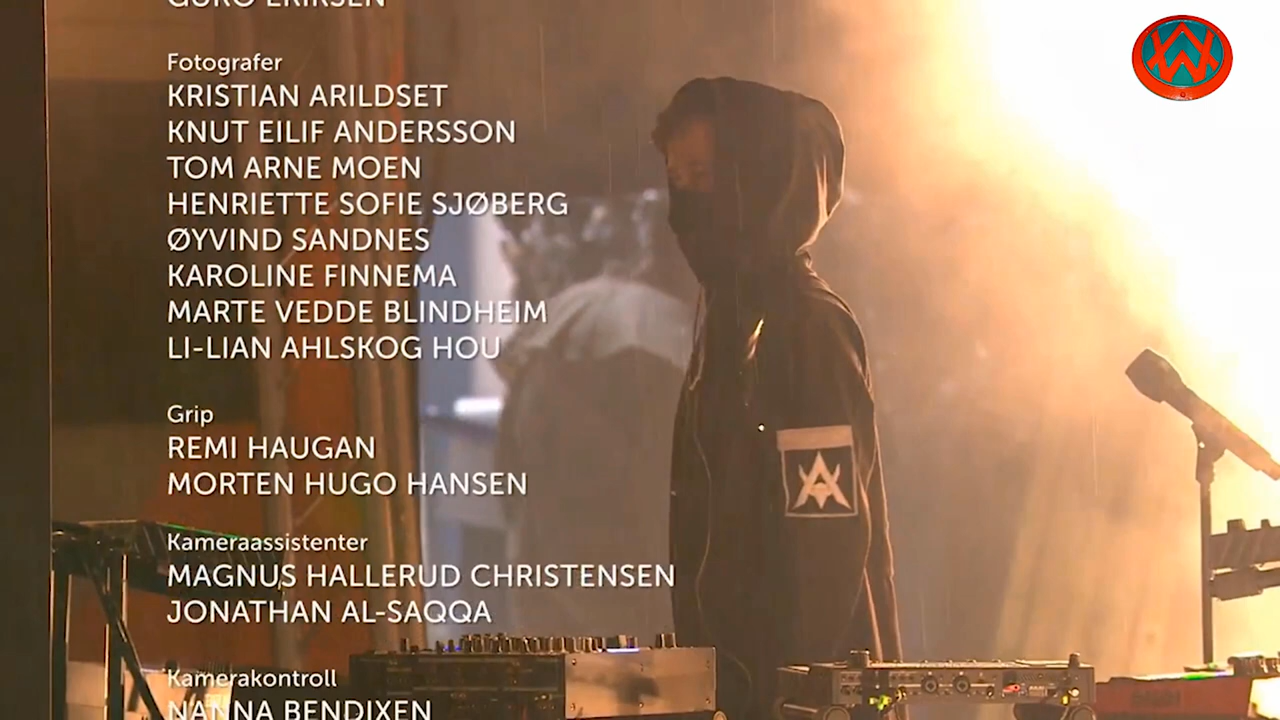 GURO ERIKSEN
Fotografer
KRISTIAN ARILDSET
KNUT EILIF ANDERSSON
TOM ARNE MOEN
HENRIETTE SOFIE SJØBERG
ØYVIND SANDNES
KAROLINE FINNEMA
MARTE VEDDE BLINDHEIM
LI-LIAN AHLSKOG HOU
Grip
REMI HAUGAN
MORTEN HUGO HANSEN
Kameraassistenter
MAGNUS HALLERUD CHRISTENSEN
JONATHAN AL-SAQQA
Kamerakontroll
NANNA BENDIXEN